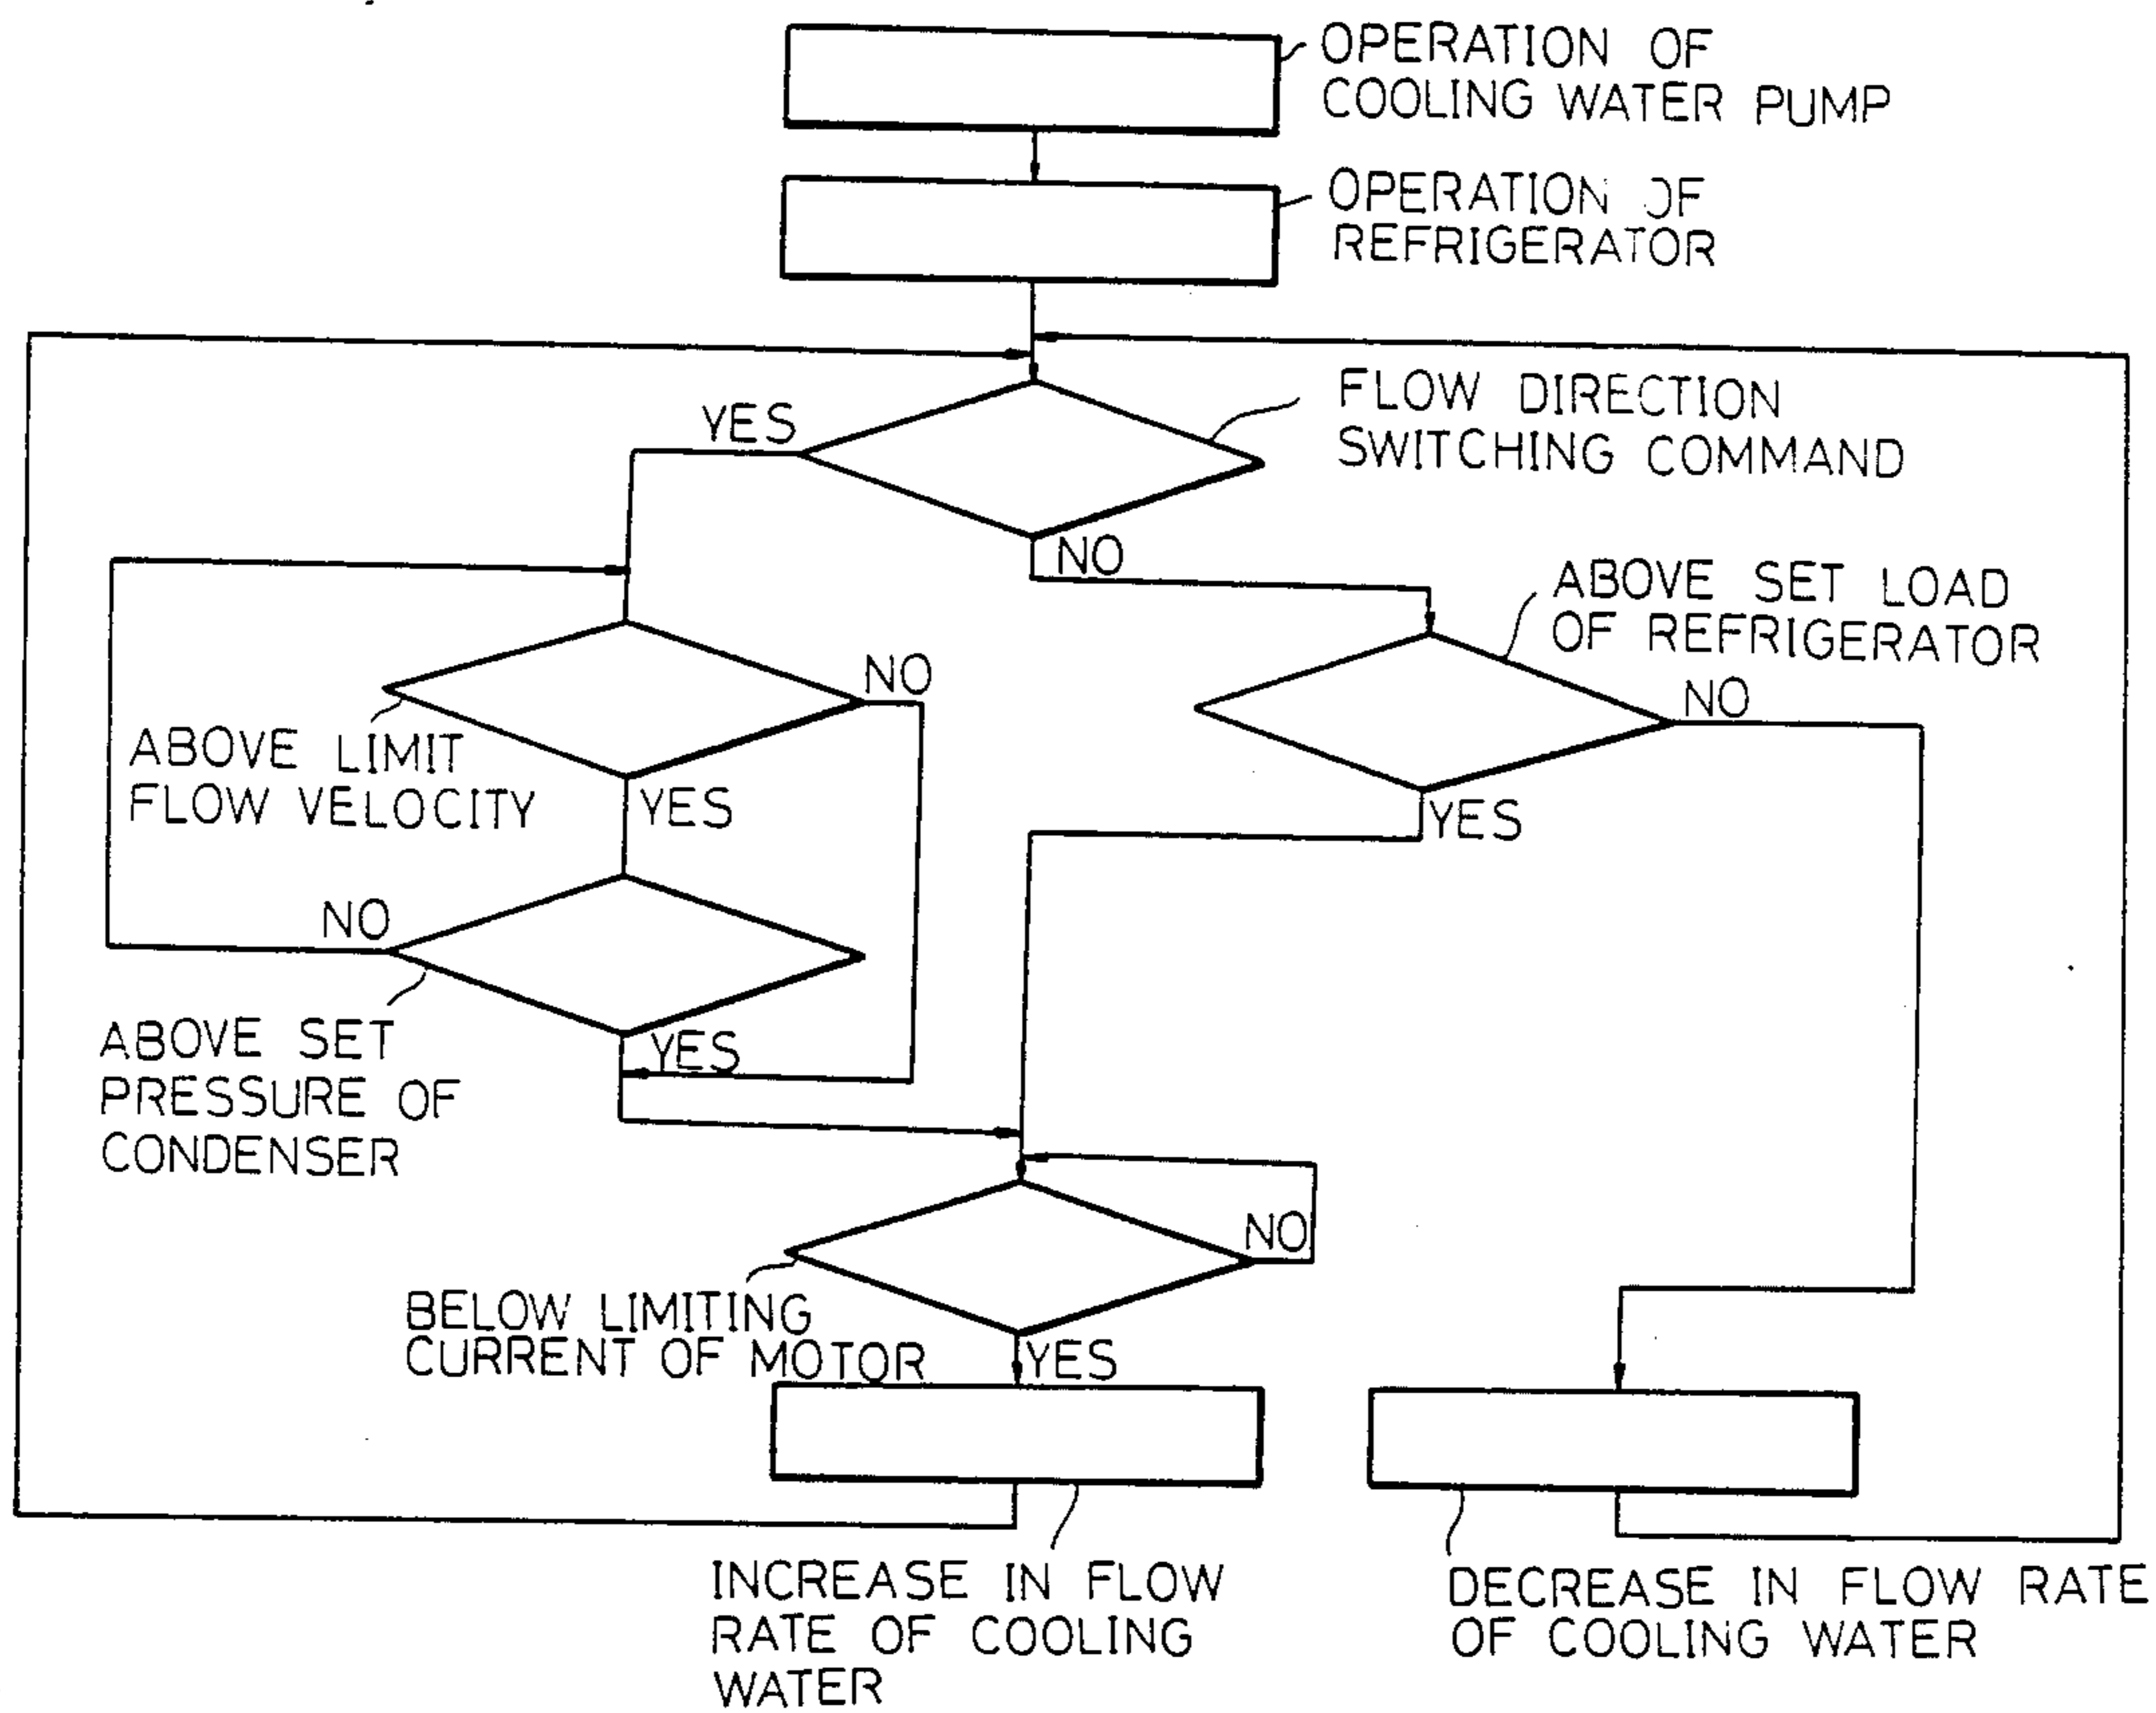 OPERATION OF
COOLING WATER PUMP
OPERATION OF
REFRIGERATOR
FLOW DIRECTION
SWITCHING COMMAND
YES
NO
ABOVE SET LOAD
OF REFRIGERATOR
NO
NO
ABOVE LIMIT
FLOW VELOCITY
YES
YES
NO
ABOVE SET
PRESSURE OF
CONDENSER
YES
NO
BELOW LIMITING
CURRENT OF MOTOR
YES
INCREASE IN FLOW
RATE OF COOLING
WATER
DECREASE IN FLOW RATE
OF COOLING WATER